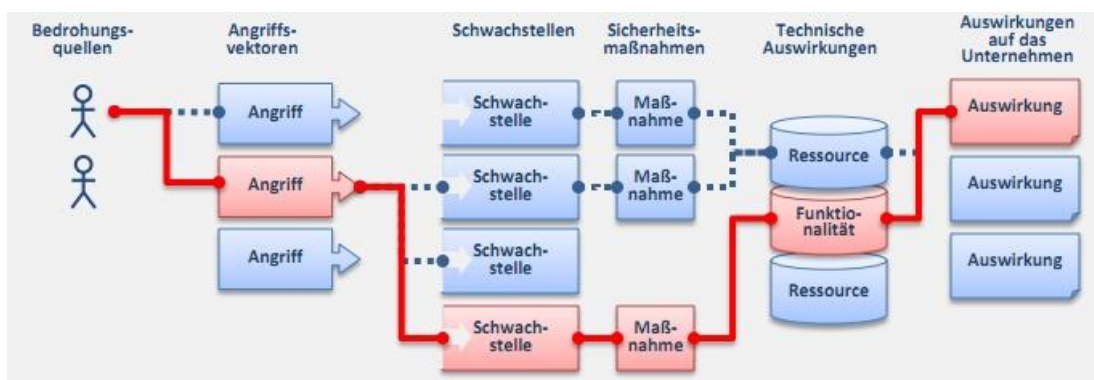 Bedrohungs-
quellen
Angriffs-
vektoren
Schwachstellen
Sicherheits-
maßnahmen
Technische
Auswirkungen
Auswirkungen
auf das
Unternehmen
Angriff
Angriff
Angriff
Schwach-
stelle
Schwach-
stelle
Schwach-
stelle
Schwach-
stelle
Maß-
nahme
Maß-
nahme
Maß-
nahme
Ressource
Funktio-
nalität
Ressource
Auswirkung
Auswirkung
Auswirkung